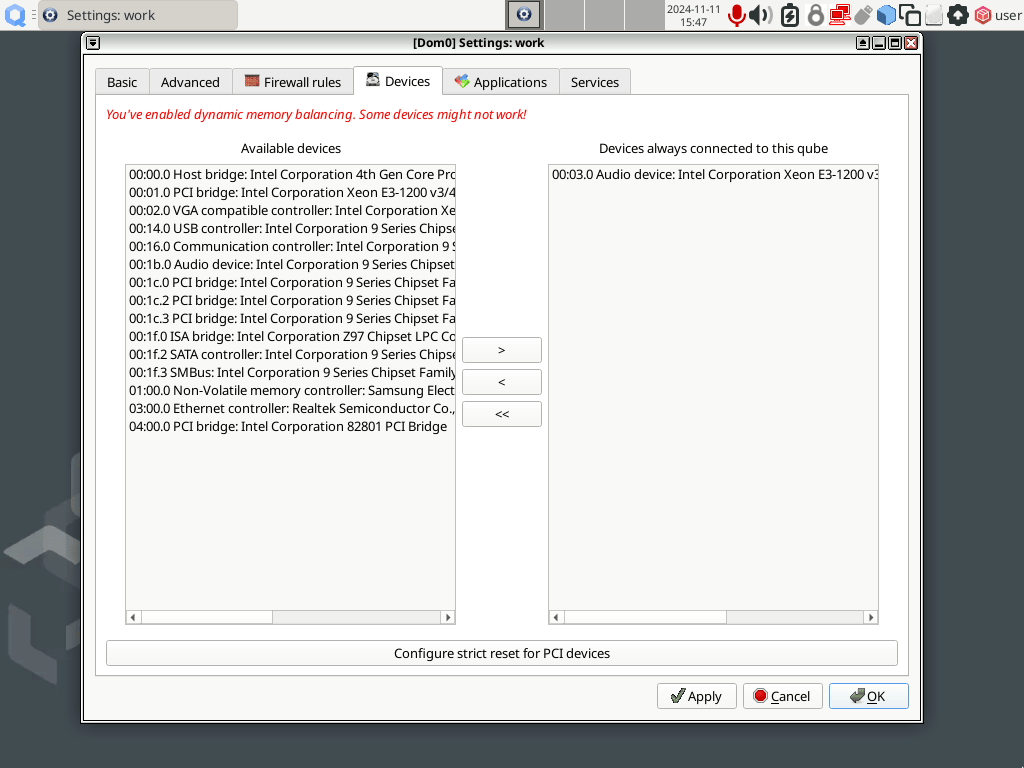 Settings: work
2024-11-11
15:47
user
[Dom0] Settings: work
Basic
Advanced
Firewall rules
Devices
Applications
Services
You've enabled dynamic memory balancing. Some devices might not work!
Available devices
Devices always connected to this qube
00:00.0 Host bridge: Intel Corporation 4th Gen Core Pro
00:01.0 PCI bridge: Intel Corporation Xeon E3-1200 v3/4
00:02.0 VGA compatible controller: Intel Corporation Xe
00:14.0 USB controller: Intel Corporation 9 Series Chipse
00:16.0 Communication controller: Intel Corporation 9 S
00:1b.0 Audio device: Intel Corporation 9 Series Chipset
00:1c.0 PCI bridge: Intel Corporation 9 Series Chipset Fa
00:1c.2 PCI bridge: Intel Corporation 9 Series Chipset Fa
00:1c.3 PCI bridge: Intel Corporation 9 Series Chipset Fa
00:1f.0 ISA bridge: Intel Corporation Z97 Chipset LPC Co
00:1f.2 SATA controller: Intel Corporation 9 Series Chipse
00:1f.3 SMBus: Intel Corporation 9 Series Chipset Family
01:00.0 Non-Volatile memory controller: Samsung Elect
03:00.0 Ethernet controller: Realtek Semiconductor Co.,
04:00.0 PCI bridge: Intel Corporation 82801 PCI Bridge
>
<
<<
00:03.0 Audio device: Intel Corporation Xeon E3-1200 v3
Configure strict reset for PCI devices
Apply
Cancel
OK